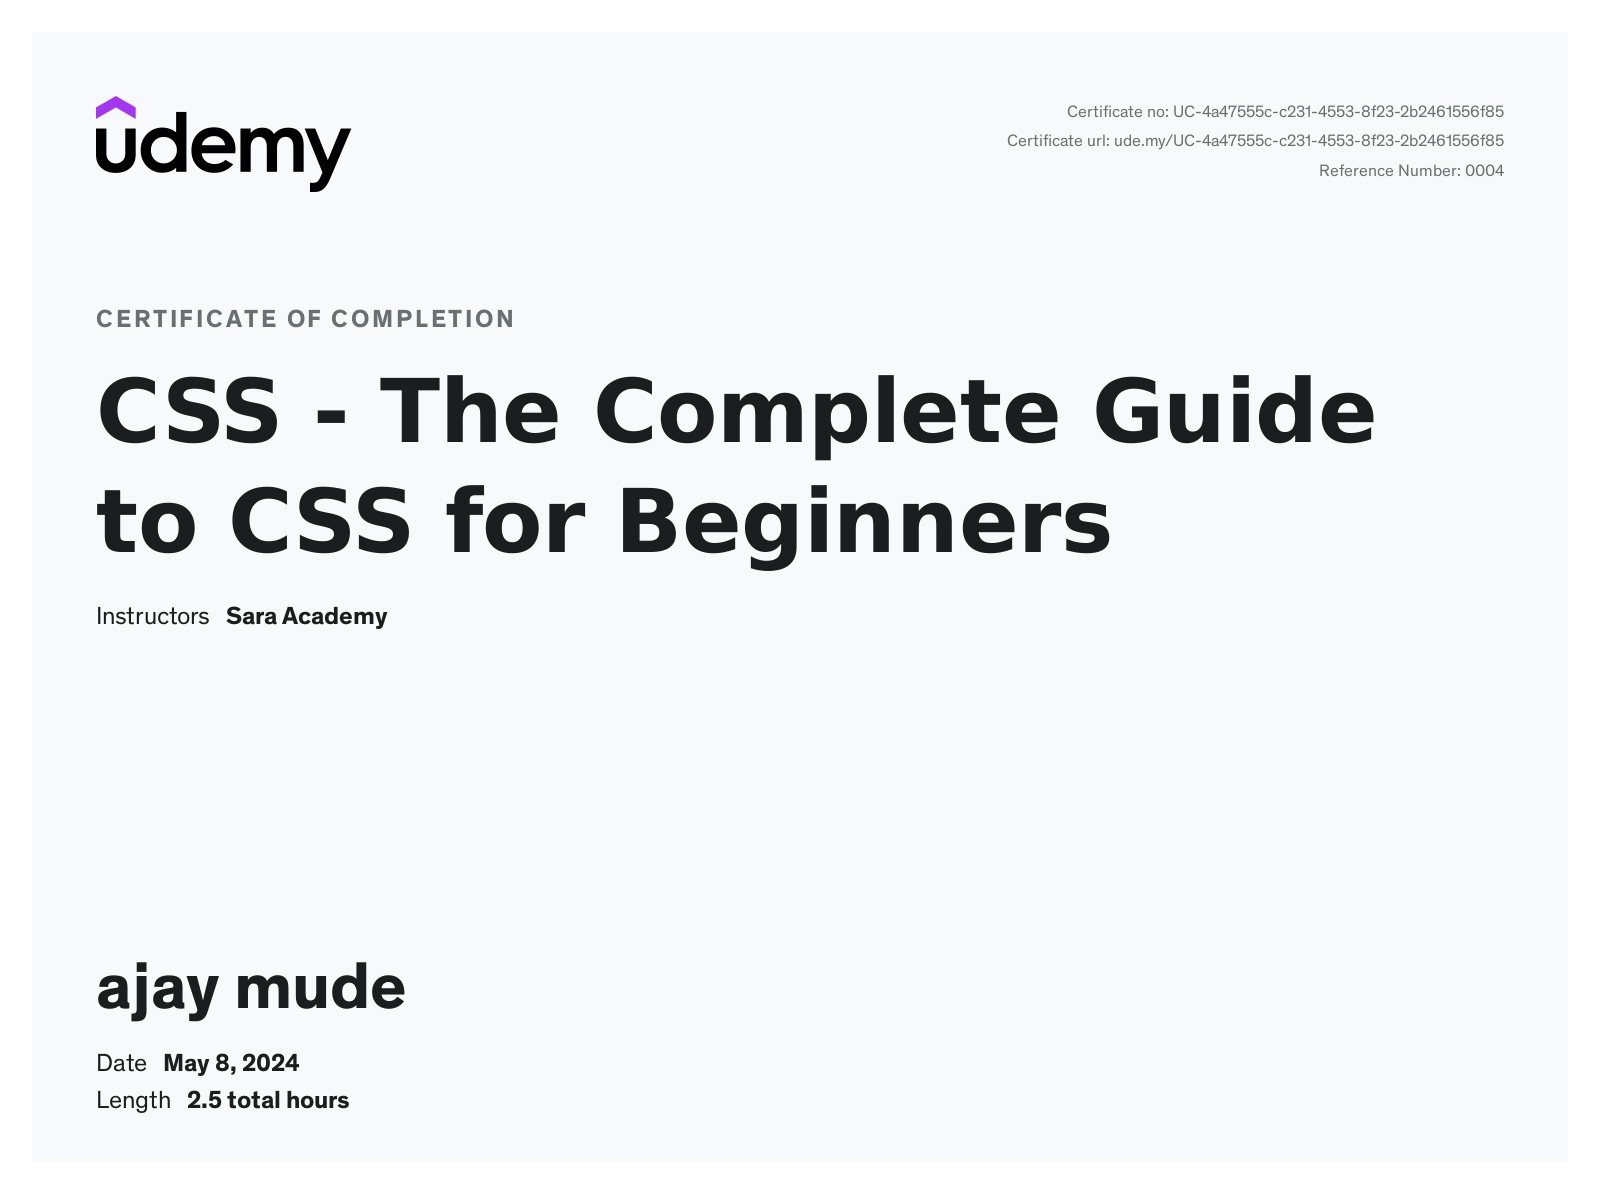 udemy
Certificate no: UC-4a47555c-c231-4553-8f23-2b2461556f85
Certificate url: ude.my/UC-4a47555c-c231-4553-8f23-2b2461556f85
Reference Number: 0004
CERTIFICATE OF COMPLETION
CSS - The Complete Guide
to CSS for Beginners
Instructors Sara Academy
ajay mude
Date May 8, 2024
Length 2.5 total hours